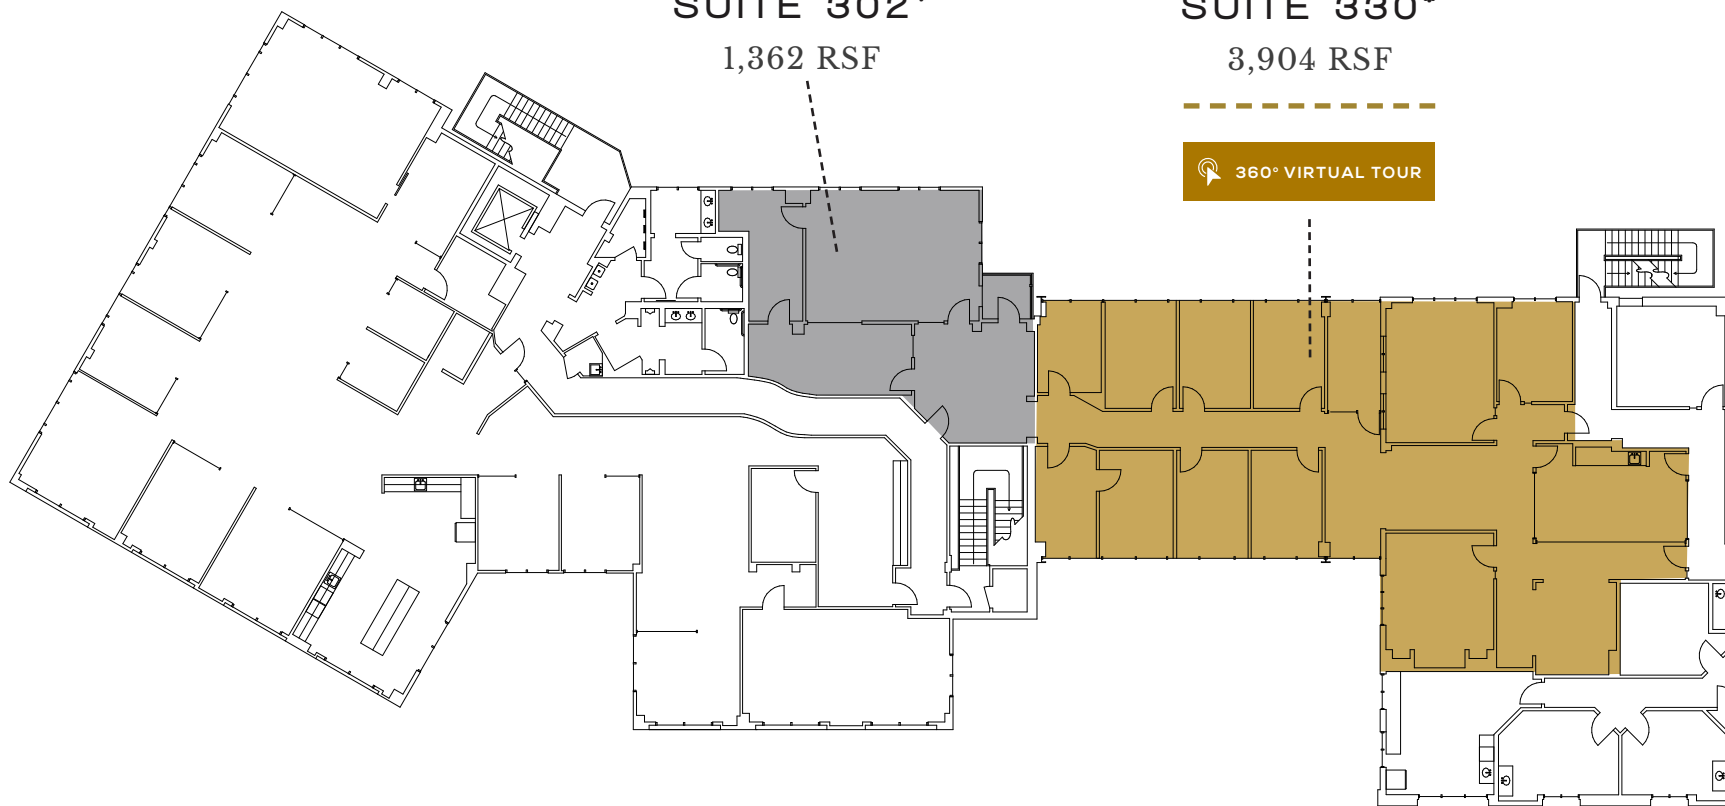 SUITE 302*
1,362 RSF
SUITE 330*
3,904 RSF
360° VIRTUAL TOUR